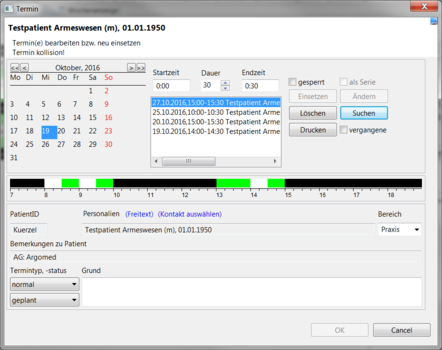 Termin
Testpatient Armeswesen (m), 01.01.1950
Termin(e) bearbeiten bzw. neu einsetzen
Termin kollision!
<< < Oktober, 2016 > >>
Mo Di Mi Do Fr Sa So
1 2
3 4 5 6 7 8 9
10 11 12 13 14 15 16
17 18 19 20 21 22 23
24 25 26 27 28 29 30
31
Startzeit Dauer Endzeit
0:00 30 0:30
27.10.2016,15:00-15:30 Testpatient Arme
25.10.2016,10:00-10:30 Testpatient Arme
20.10.2016,15:00-15:30 Testpatient Arme
19.10.2016,14:00-14:30 Testpatient Arme
gesperrt als Serie
Einsetzen Ändern
Löschen Suchen
Drucken vergangene
7 8 9 10 11 12 13 14 15 16 17 18
PatientID Personalien (Freitext) (Kontakt auswählen) Bereich
Kuerzel Testpatient Armeswesen (m), 01.01.1950 Praxis
Bemerkungen zu Patient
AG: Argomed
Termintyp, -status Grund
normal
geplant
OK Cancel